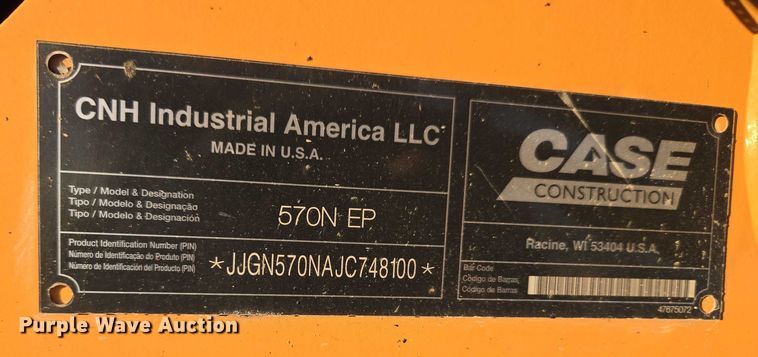 CNH Industrial America LLC
MADE IN U.S.A.
Type / Model & Designation
Tipo / Modelo & Designação
Tipo / Modelo & Designación
570N EP
Product Identification Number (PIN)
Número de Identificação do Produto (PIN)
Número de Identificación del Producto (PIN)
*JJGN570NAJC748100*
CASE
CONSTRUCTION
Racine, WI 53404 U.S.A.
Bar Code
Código de Barras
Código de Barras
47675072
Purple Wave Auction